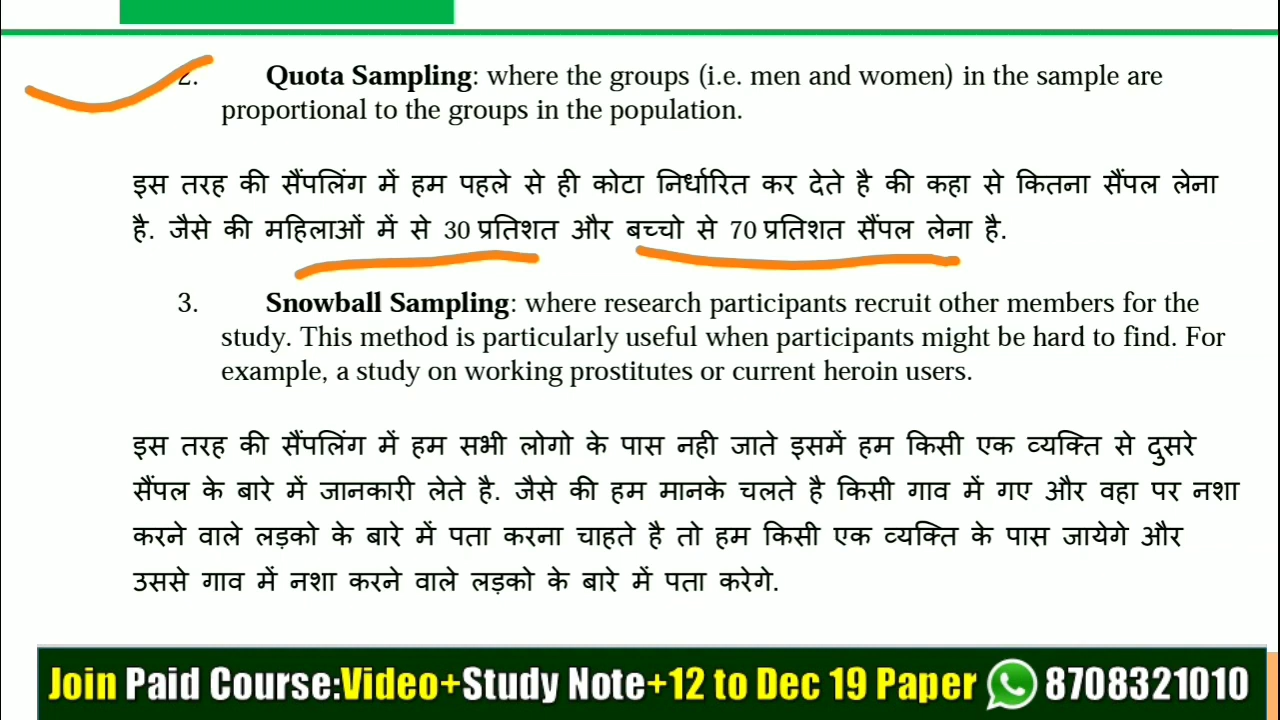 2. Quota Sampling: where the groups (i.e. men and women) in the sample are
proportional to the groups in the population.
इस तरह की सैंपलिंग में हम पहले से ही कोटा निर्धारित कर देते है की कहा से कितना सैंपल लेना
है. जैसे की महिलाओं में से 30 प्रतिशत और बच्चो से 70 प्रतिशत सैंपल लेना है.
3. Snowball Sampling: where research participants recruit other members for the
study. This method is particularly useful when participants might be hard to find. For
example, a study on working prostitutes or current heroin users.
इस तरह की सैंपलिंग में हम सभी लोगो के पास नही जाते इसमें हम किसी एक व्यक्ति से दुसरे
सैंपल के बारे में जानकारी लेते है. जैसे की हम मानके चलते है किसी गाव में गए और वहा पर नशा
करने वाले लड़को के बारे में पता करना चाहते है तो हम किसी एक व्यक्ति के पास जायेगे और
उससे गाव में नशा करने वाले लड़को के बारे में पता करेगे.
Join Paid Course:Video+Study Note+12 to Dec 19 Paper 8708321010